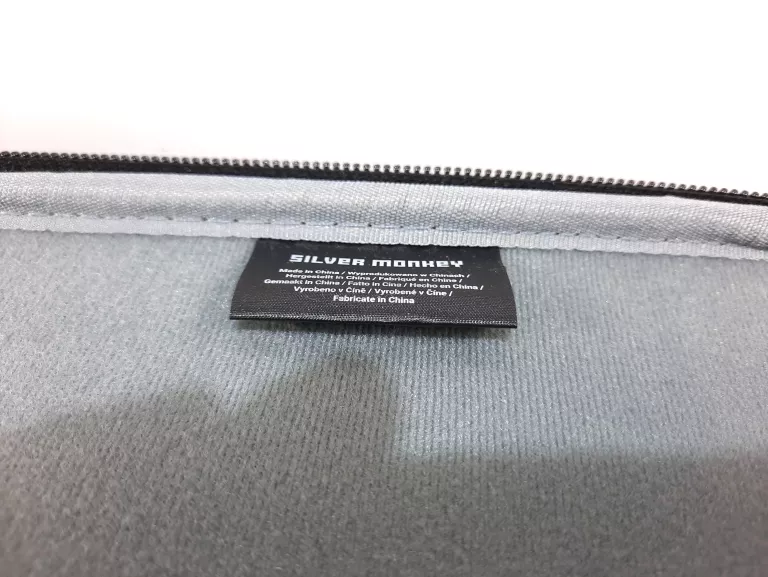 SILVER MONKEY
Made in China / Wyprodukowano w Chinach /
Hergestellt in China / Fabriqué en China /
Gemaakt in China / Fatto in Cina / Hecho en China /
Vyrobeno v Číně / Vyrobené v Číne /
Fabricate in China